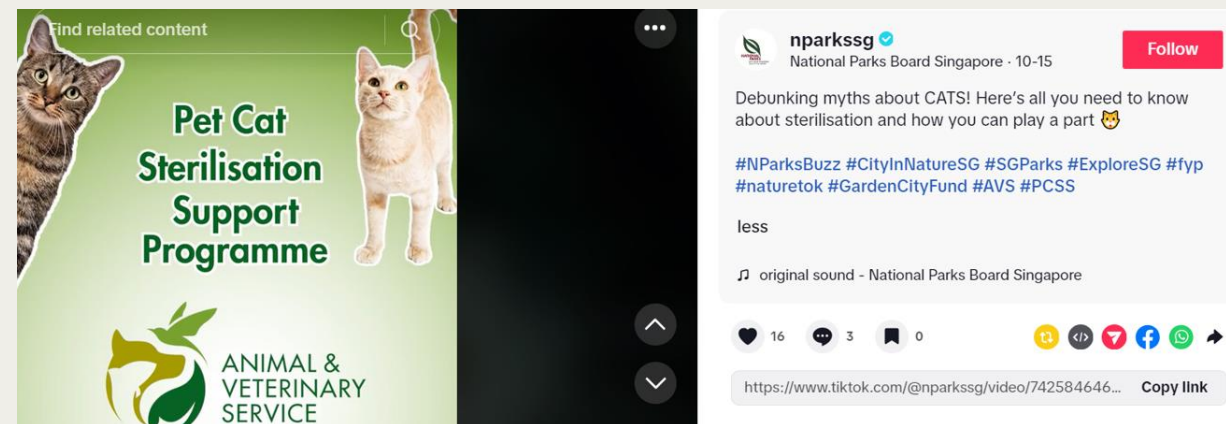 Find related content
Pet Cat
Sterilisation
Support
Programme
ANIMAL &
VETERINARY
SERVICE
nparkssg
National Parks Board Singapore · 10-15
Follow
Debunking myths about CATS! Here's all you need to know
about sterilisation and how you can play a part 🐱
#NParksBuzz #CityInNatureSG #SGParks #ExploreSG #fyp
#naturetok #GardenCityFund #AVS #PCSS
less
original sound - National Parks Board Singapore
16 3 0
https://www.tiktok.com/@nparkssg/video/742584646... Copy link